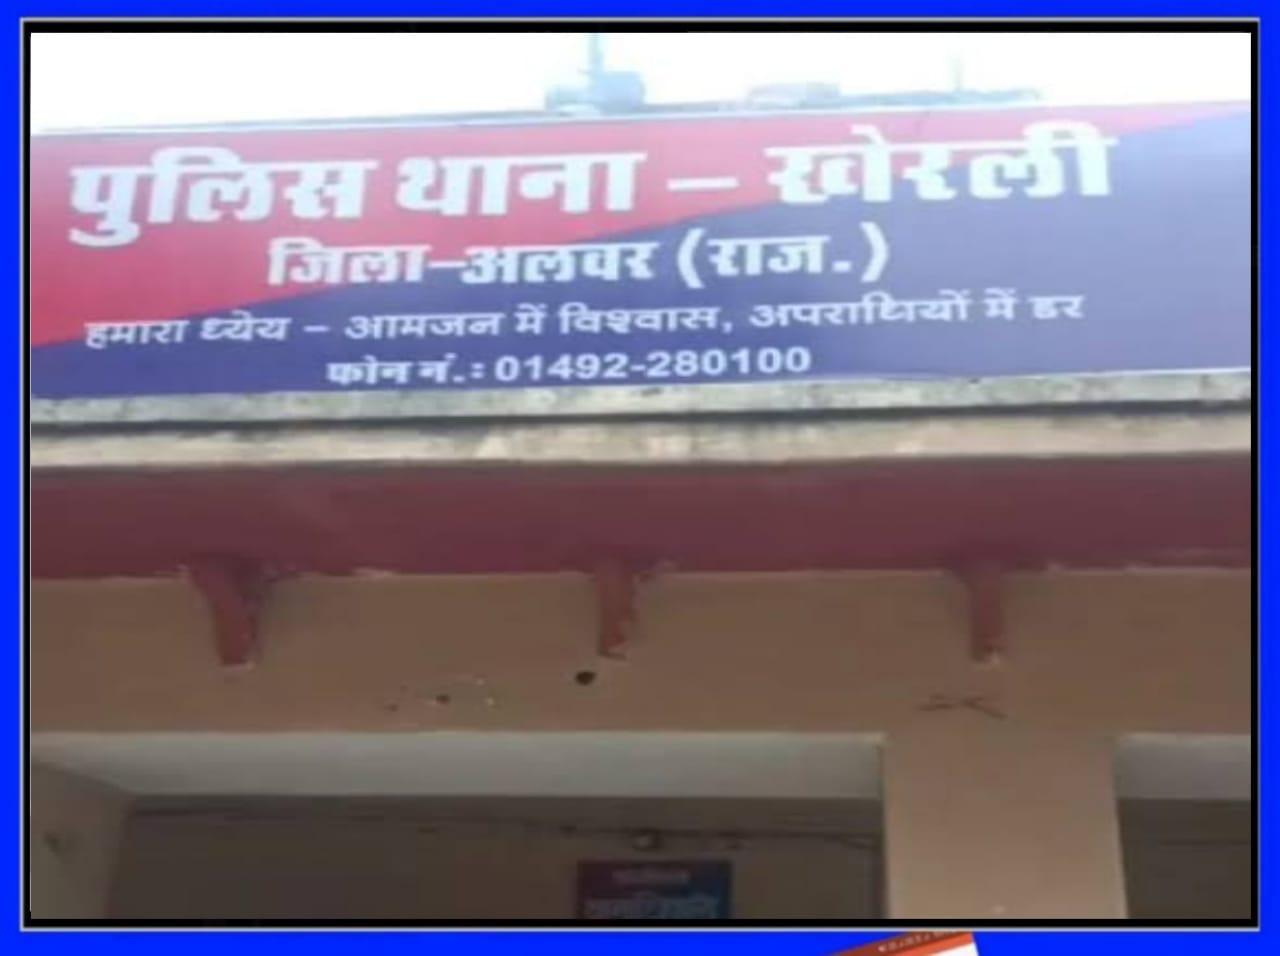 पुलिस थाना – खेरली
जिला–अलवर (राज.)
हमारा ध्येय – आमजन में विश्वास, अपराधियों में डर
फोन नं.: 01492-280100